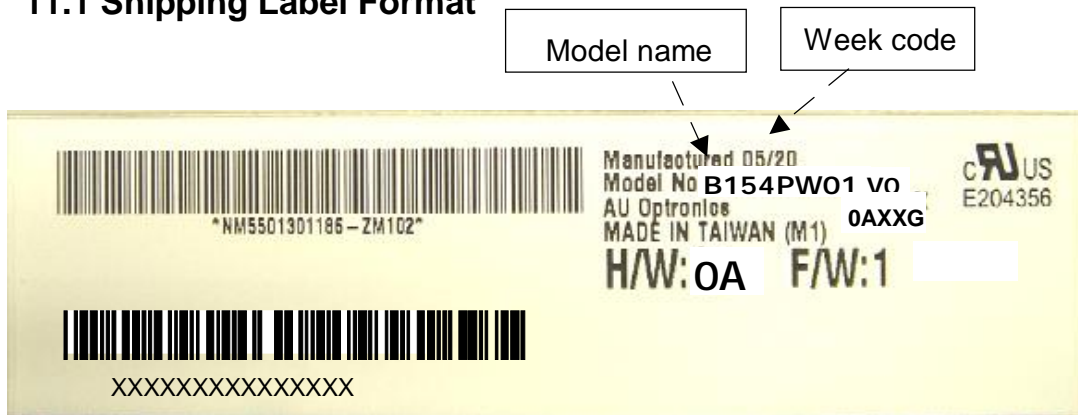 11.1 Shipping Label Format
Model name
Week code
*NM5501301186-ZM102*
Manufactured 05/20
Model No B154PW01 V0
AU Optronics
0AXXG
MADE IN TAIWAN (M1)
H/W: 0A F/W:1
cRUus
E204356
XXXXXXXXXXXXXXX